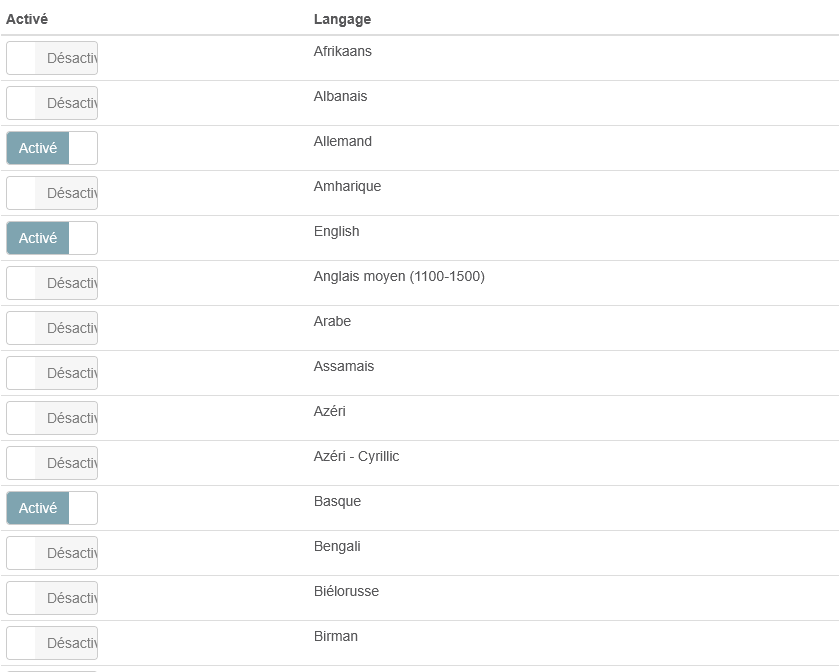 Activé Langage
Désactiv Afrikaans
Désactiv Albanais
Activé Allemand
Désactiv Amharique
Activé English
Désactiv Anglais moyen (1100-1500)
Désactiv Arabe
Désactiv Assamais
Désactiv Azéri
Désactiv Azéri - Cyrillic
Activé Basque
Désactiv Bengali
Désactiv Biélorusse
Désactiv Birman